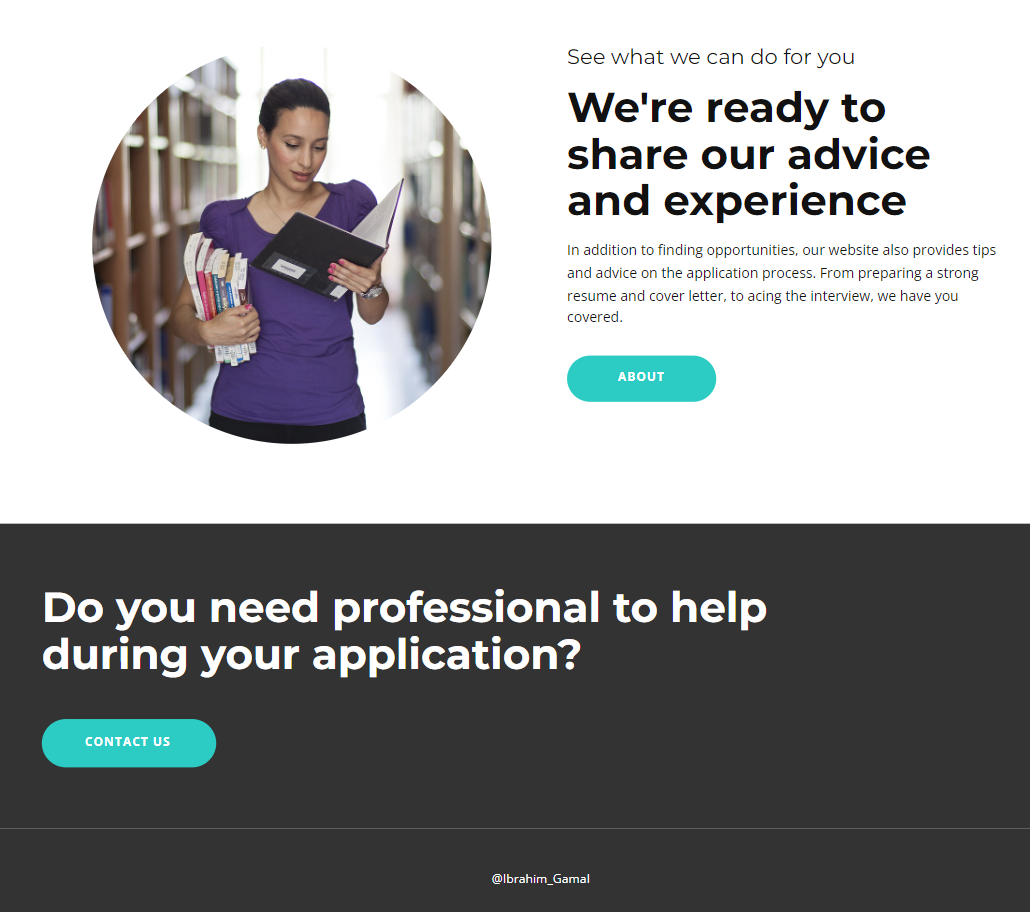 See what we can do for you
We're ready to
share our advice
and experience
In addition to finding opportunities, our website also provides tips
and advice on the application process. From preparing a strong
resume and cover letter, to acing the interview, we have you
covered.
ABOUT
Do you need professional to help
during your application?
CONTACT US
@Ibrahim_Gamal